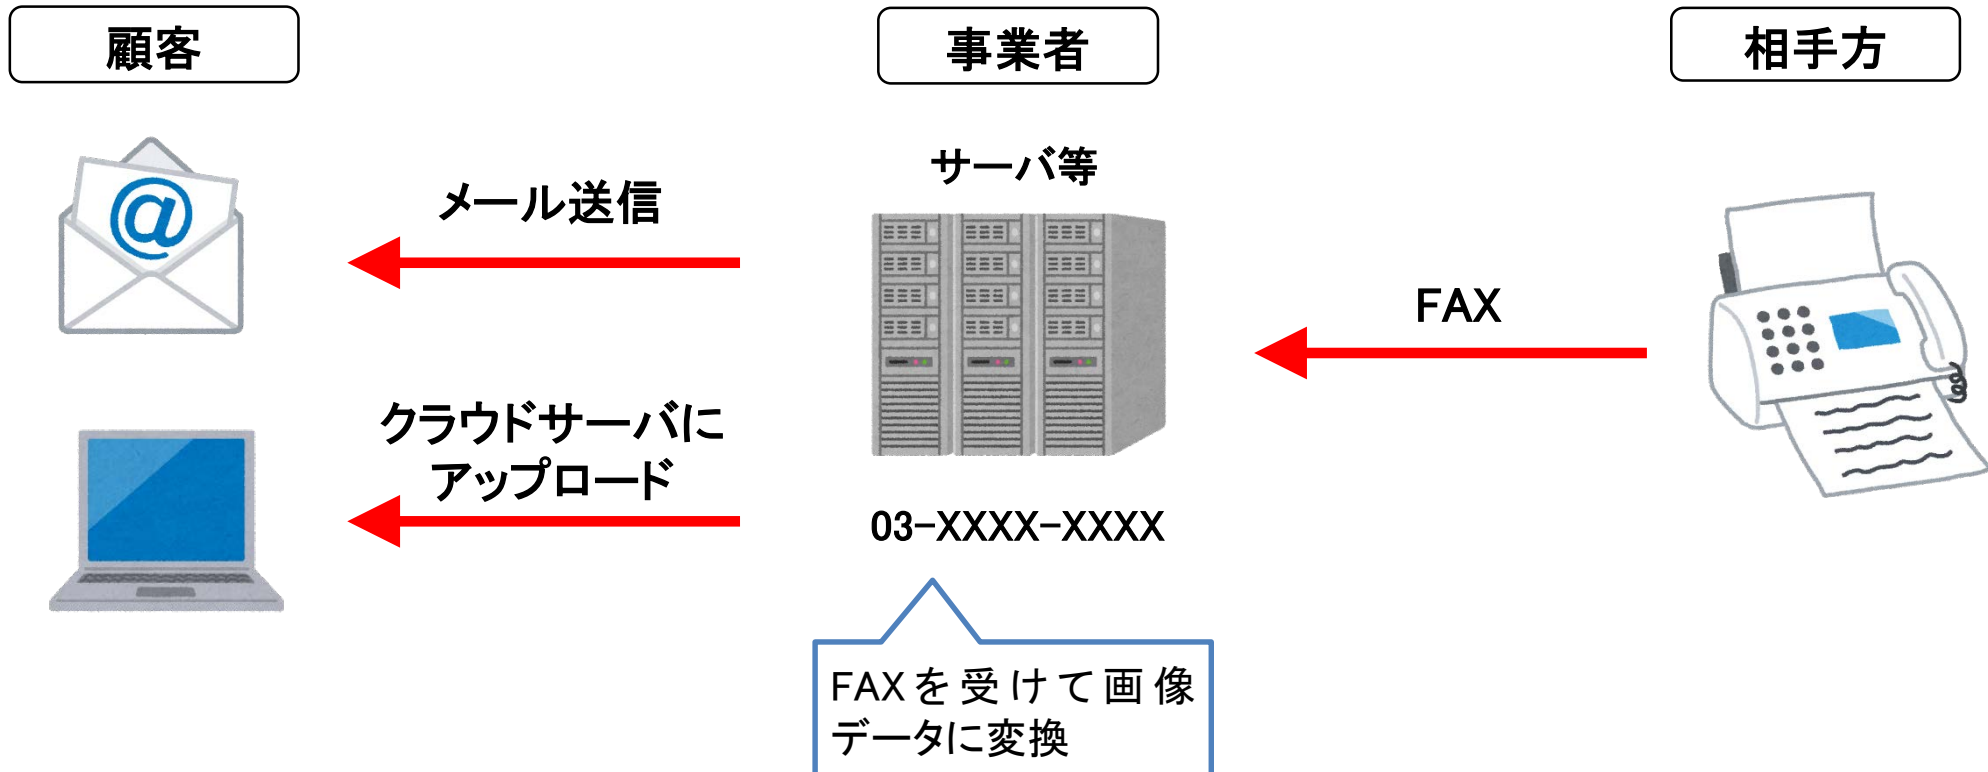 顧客
事業者
相手方
サーバ等
メール送信
FAX
クラウドサーバに
アップロード
03-XXXX-XXXX
FAXを受けて画像
データに変換